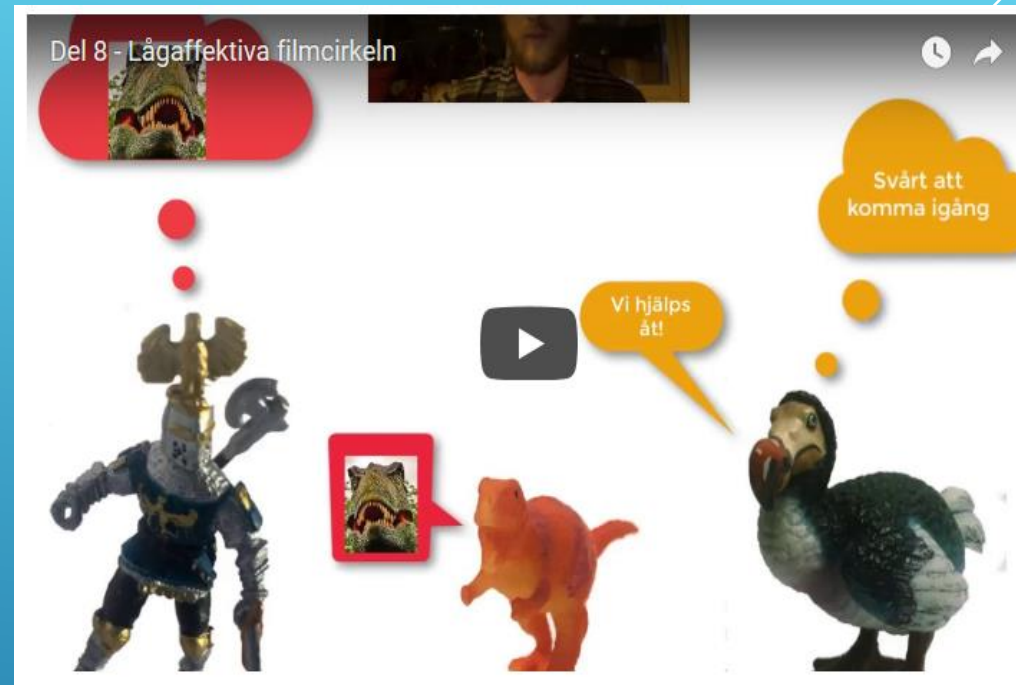 Del 8 - Lågaffektiva filmcirkeln
Svårt att
komma igång
Vi hjälps
åt!